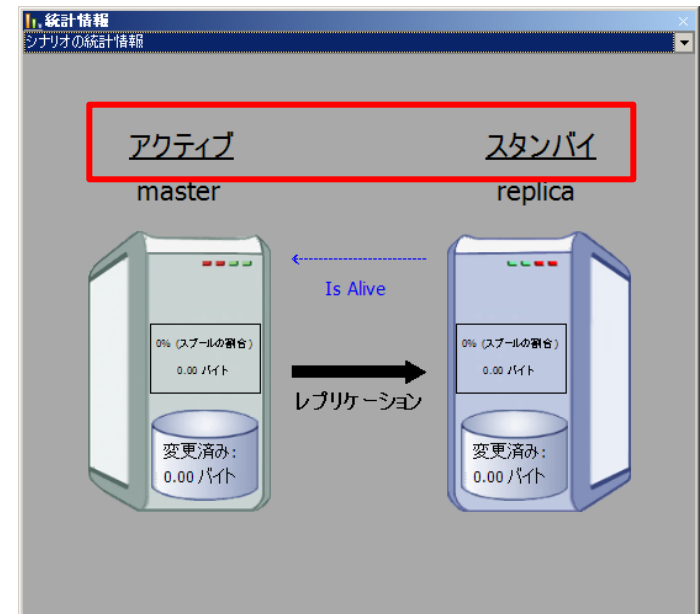 統計情報
シナリオの統計情報
アクティブ スタンバイ
master replica
Is Alive
0% (スプールの割合) 0% (スプールの割合)
0.00 バイト 0.00 バイト
レプリケーション
変更済み: 変更済み:
0.00 バイト 0.00 バイト